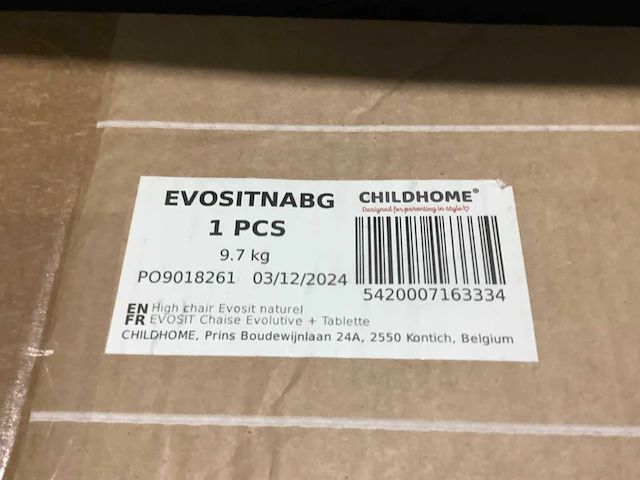 EVOSITNABG
CHILDHOME®
Designed for parenting in style
1 PCS
9.7 kg
PO9018261 03/12/2024
5420007163334
EN High chair Evosit naturel
FR EVOSIT Chaise Evolutive + Tablette
CHILDHOME, Prins Boudewijnlaan 24A, 2550 Kontich, Belgium